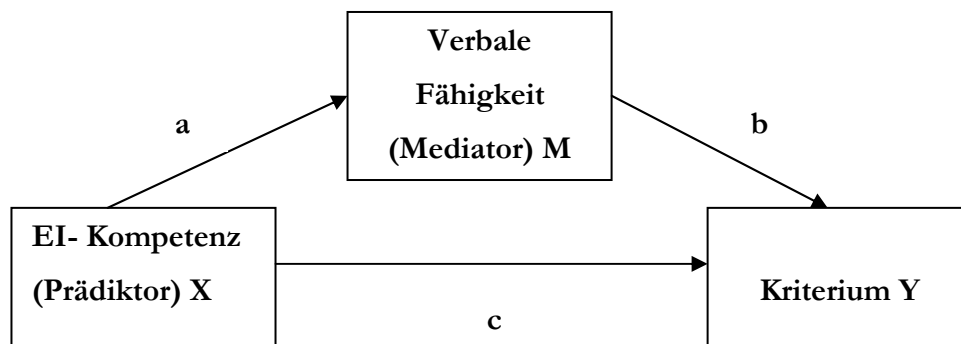 Verbale
Fähigkeit
(Mediator) M
a
b
EI- Kompetenz
(Prädiktor) X
Kriterium Y
c